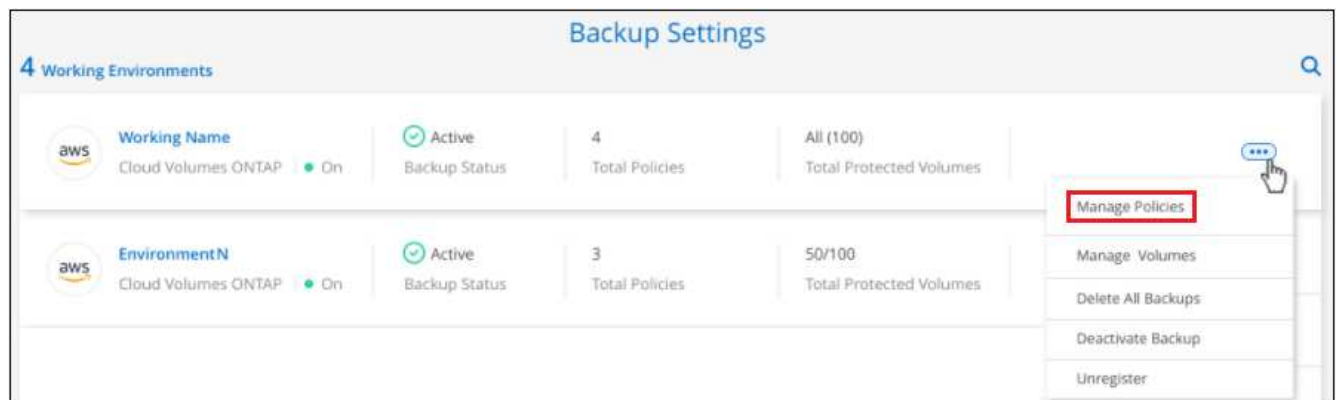 Backup Settings
4 Working Environments
aws
Working Name
Cloud Volumes ONTAP On
Active
Backup Status
4
Total Policies
All (100)
Total Protected Volumes
Manage Policies
Manage Volumes
Delete All Backups
Deactivate Backup
Unregister
aws
EnvironmentN
Cloud Volumes ONTAP On
Active
Backup Status
3
Total Policies
50/100
Total Protected Volumes